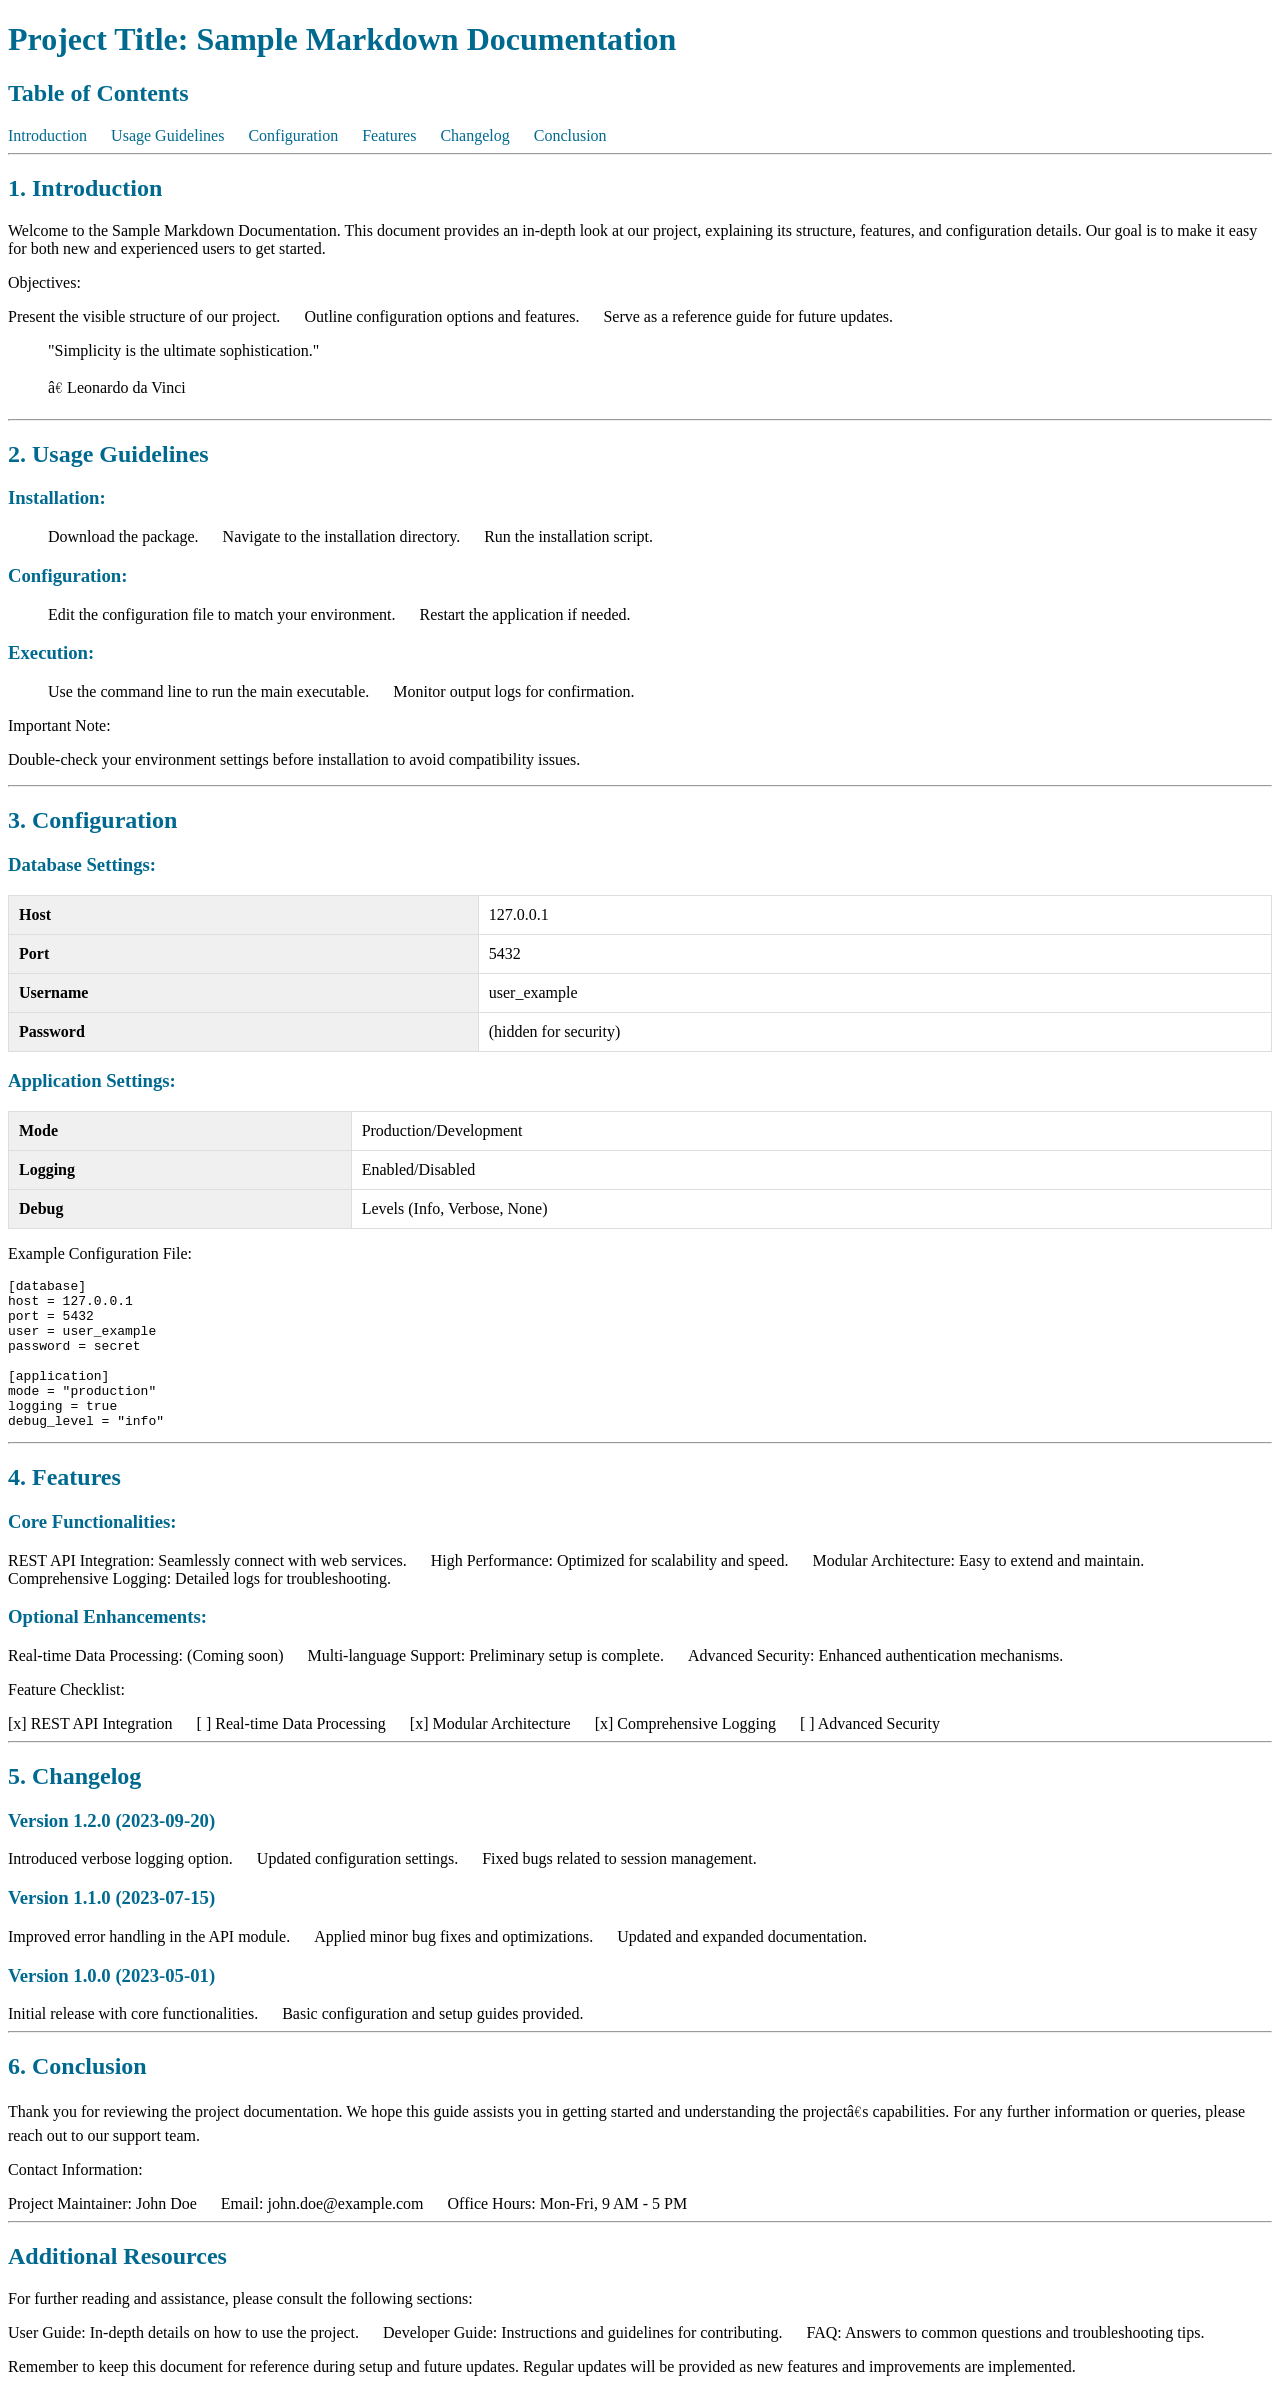 Project Title: Sample Markdown Documentation
Table of Contents
Introduction Usage Guidelines Configuration Features Changelog Conclusion
1. Introduction
Welcome to the Sample Markdown Documentation. This document provides an in-depth look at our project, explaining its structure, features, and configuration details. Our goal is to make it easy
for both new and experienced users to get started.
Objectives:
Present the visible structure of our project. Outline configuration options and features. Serve as a reference guide for future updates.
"Simplicity is the ultimate sophistication."
â€ Leonardo da Vinci
2. Usage Guidelines
Installation:
Download the package. Navigate to the installation directory. Run the installation script.
Configuration:
Edit the configuration file to match your environment. Restart the application if needed.
Execution:
Use the command line to run the main executable. Monitor output logs for confirmation.
Important Note:
Double-check your environment settings before installation to avoid compatibility issues.
3. Configuration
Database Settings:
Host 127.0.0.1
Port 5432
Username user_example
Password (hidden for security)
Application Settings:
Mode Production/Development
Logging Enabled/Disabled
Debug Levels (Info, Verbose, None)
Example Configuration File:
[database]
host = 127.0.0.1
port = 5432
user = user_example
password = secret
[application]
mode = "production"
logging = true
debug_level = "info"
4. Features
Core Functionalities:
REST API Integration: Seamlessly connect with web services. High Performance: Optimized for scalability and speed. Modular Architecture: Easy to extend and maintain.
Comprehensive Logging: Detailed logs for troubleshooting.
Optional Enhancements:
Real-time Data Processing: (Coming soon) Multi-language Support: Preliminary setup is complete. Advanced Security: Enhanced authentication mechanisms.
Feature Checklist:
[x] REST API Integration [ ] Real-time Data Processing [x] Modular Architecture [x] Comprehensive Logging [ ] Advanced Security
5. Changelog
Version 1.2.0 (2023-09-20)
Introduced verbose logging option. Updated configuration settings. Fixed bugs related to session management.
Version 1.1.0 (2023-07-15)
Improved error handling in the API module. Applied minor bug fixes and optimizations. Updated and expanded documentation.
Version 1.0.0 (2023-05-01)
Initial release with core functionalities. Basic configuration and setup guides provided.
6. Conclusion
Thank you for reviewing the project documentation. We hope this guide assists you in getting started and understanding the projectâ€s capabilities. For any further information or queries, please
reach out to our support team.
Contact Information:
Project Maintainer: John Doe Email: john.doe@example.com Office Hours: Mon-Fri, 9 AM - 5 PM
Additional Resources
For further reading and assistance, please consult the following sections:
User Guide: In-depth details on how to use the project. Developer Guide: Instructions and guidelines for contributing. FAQ: Answers to common questions and troubleshooting tips.
Remember to keep this document for reference during setup and future updates. Regular updates will be provided as new features and improvements are implemented.